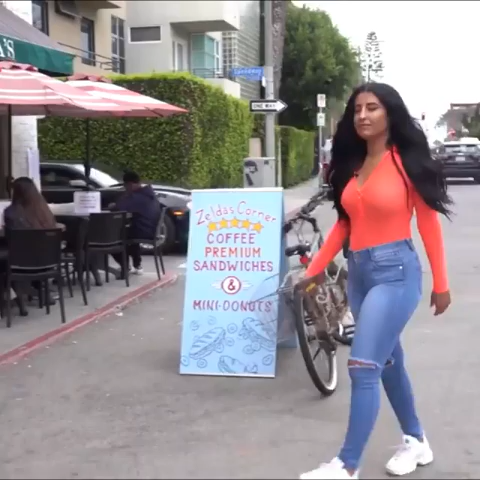 A'S
ONE WAY
Zelda's Corner
COFFEE
PREMIUM
SANDWICHES
&
MINI-DONUTS